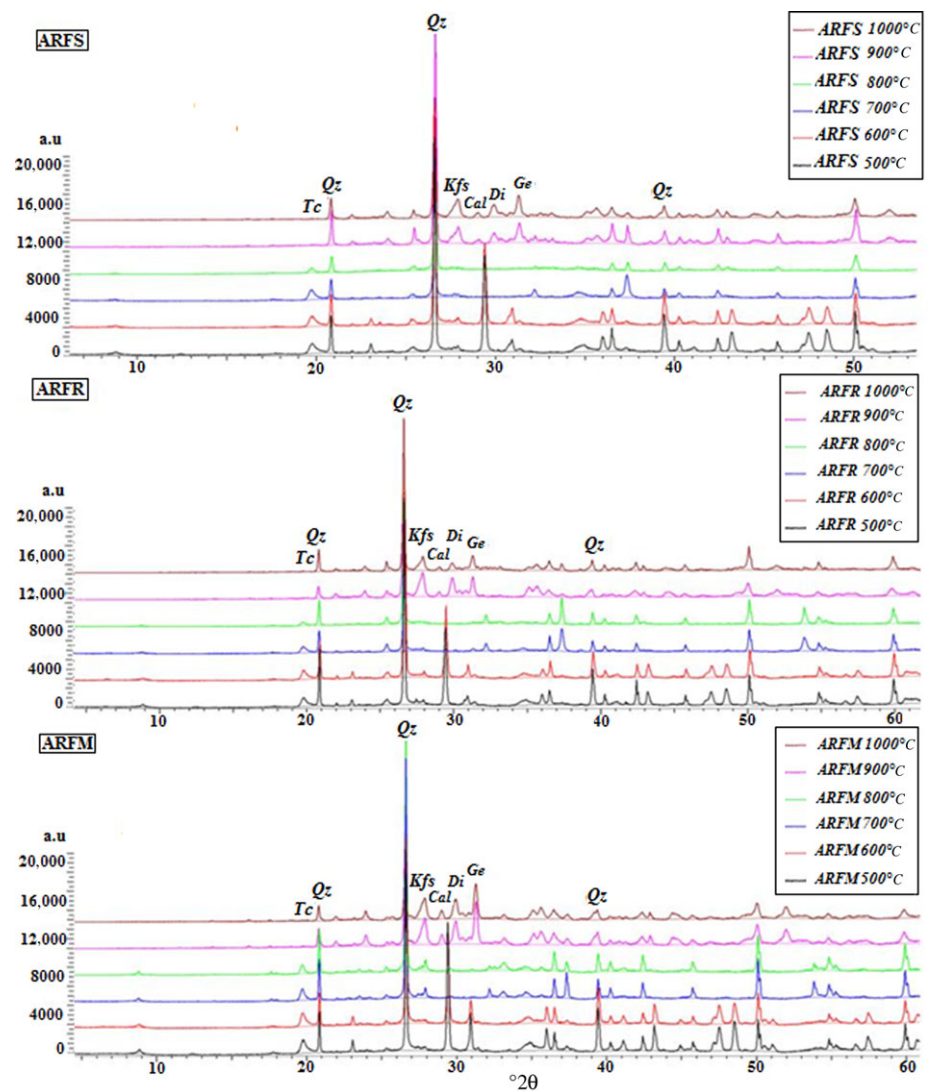 ARFS
Qz
ARFS 1000°C
ARFS 900°C
ARFS 800°C
ARFS 700°C
ARFS 600°C
ARFS 500°C
a.u
20,000
16,000
12,000
8000
4000
0
Tc
Qz
Kfs
Cal
Di
Ge
Qz
10
20
30
40
50
ARFR
Qz
ARFR 1000°C
ARFR 900°C
ARFR 800°C
ARFR 700°C
ARFR 600°C
ARFR 500°C
a.u
20,000
16,000
12,000
8000
4000
0
Tc
Qz
Kfs
Cal
Di
Ge
Qz
10
20
30
40
50
60
ARFM
Qz
ARFM 1000°C
ARFM 900°C
ARFM 800°C
ARFM 700°C
ARFM 600°C
ARFM 500°C
a.u
20,000
16,000
12,000
8000
4000
0
Tc
Qz
Kfs
Cal
Di
Ge
Qz
10
20
30
40
50
60
°2θ